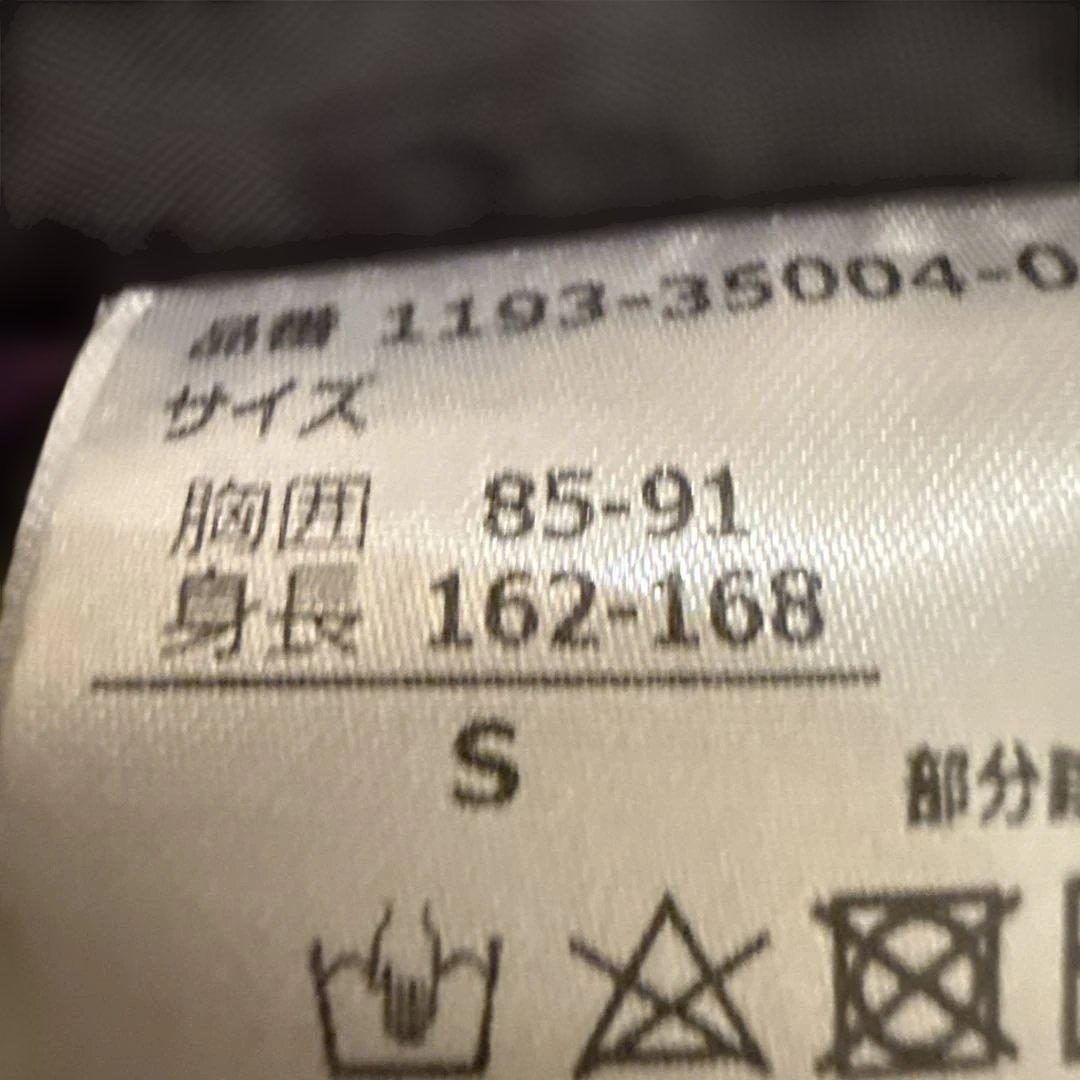 品番 1193-35004-0
サイズ
胸囲 85-91
身長 162-168
S
部分